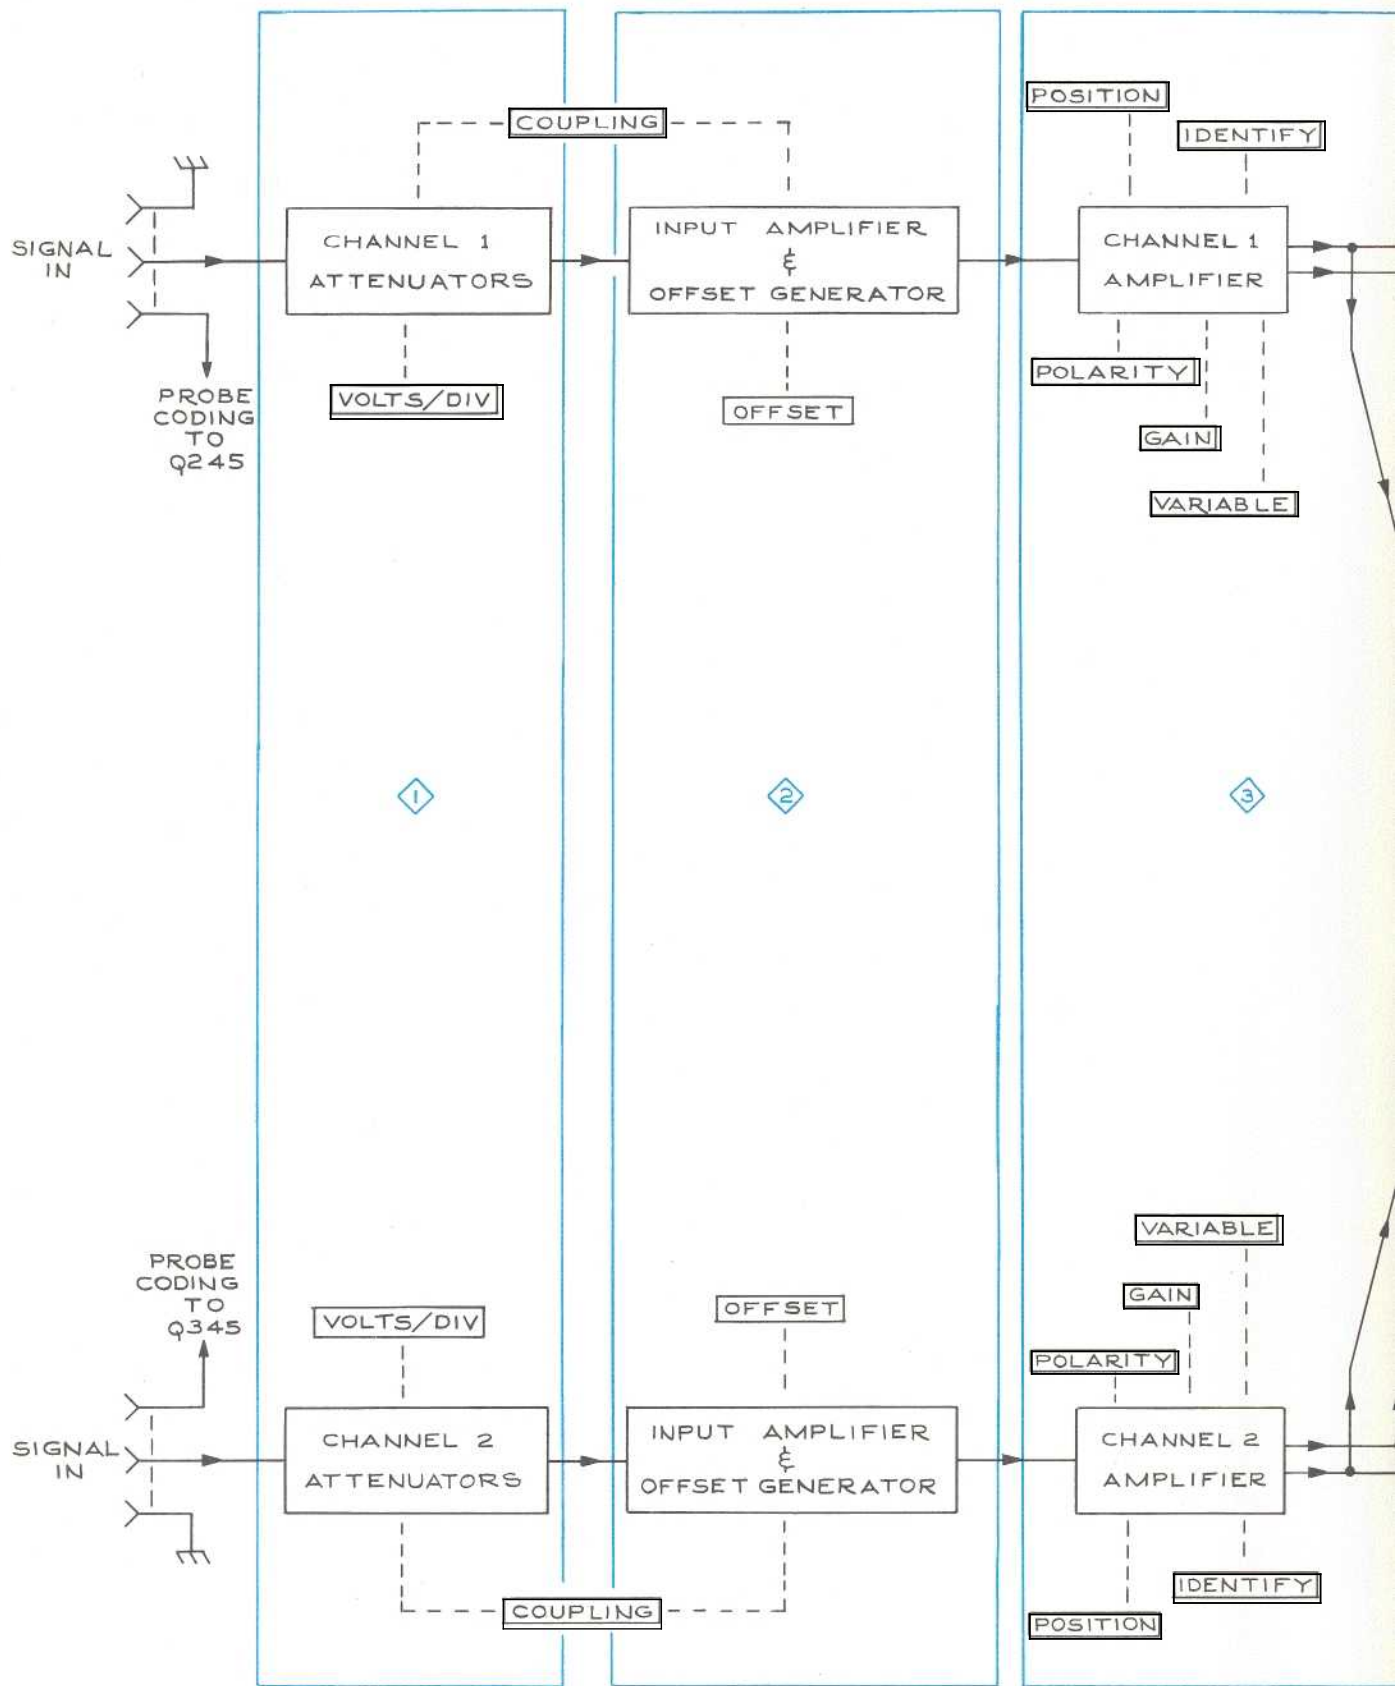 POSITION
COUPLING
IDENTIFY
SIGNAL
IN
CHANNEL 1
ATTENUATORS
INPUT AMPLIFIER
&
OFFSET GENERATOR
CHANNEL 1
AMPLIFIER
PROBE
CODING
TO
Q245
VOLTS/DIV
OFFSET
POLARITY
GAIN
VARIABLE
1
2
3
VARIABLE
PROBE
CODING
TO
Q345
VOLTS/DIV
OFFSET
GAIN
POLARITY
SIGNAL
IN
CHANNEL 2
ATTENUATORS
INPUT AMPLIFIER
&
OFFSET GENERATOR
CHANNEL 2
AMPLIFIER
COUPLING
IDENTIFY
POSITION